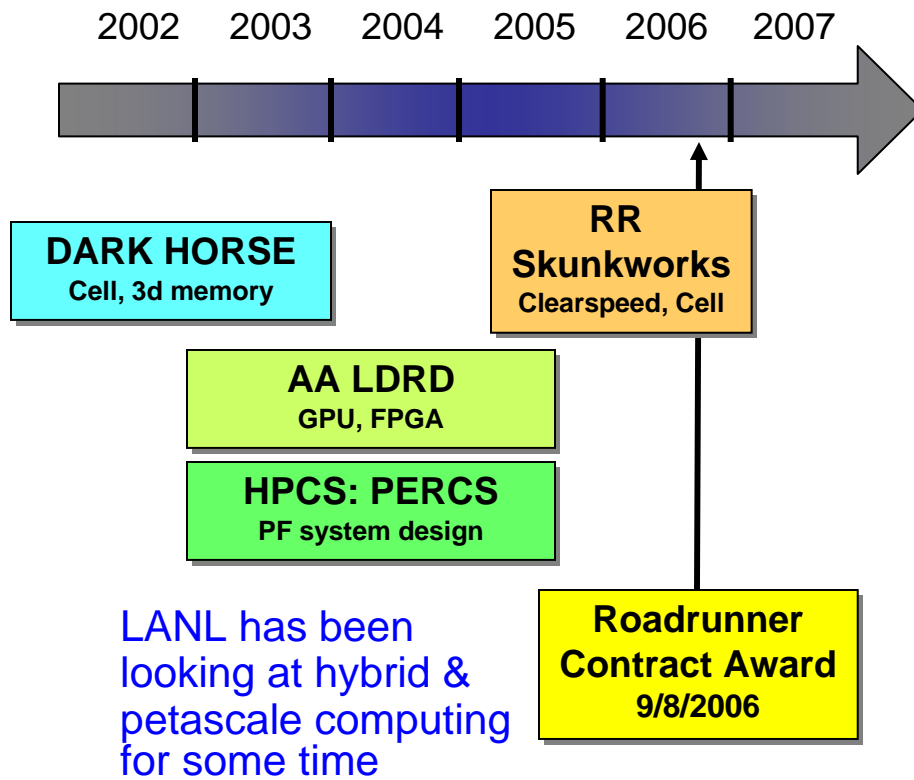 2002 2003 2004 2005 2006 2007
DARK HORSE
Cell, 3d memory
RR
Skunkworks
Clearspeed, Cell
AA LDRD
GPU, FPGA
HPCS: PERCS
PF system design
LANL has been
looking at hybrid &
petascale computing
for some time
Roadrunner
Contract Award
9/8/2006